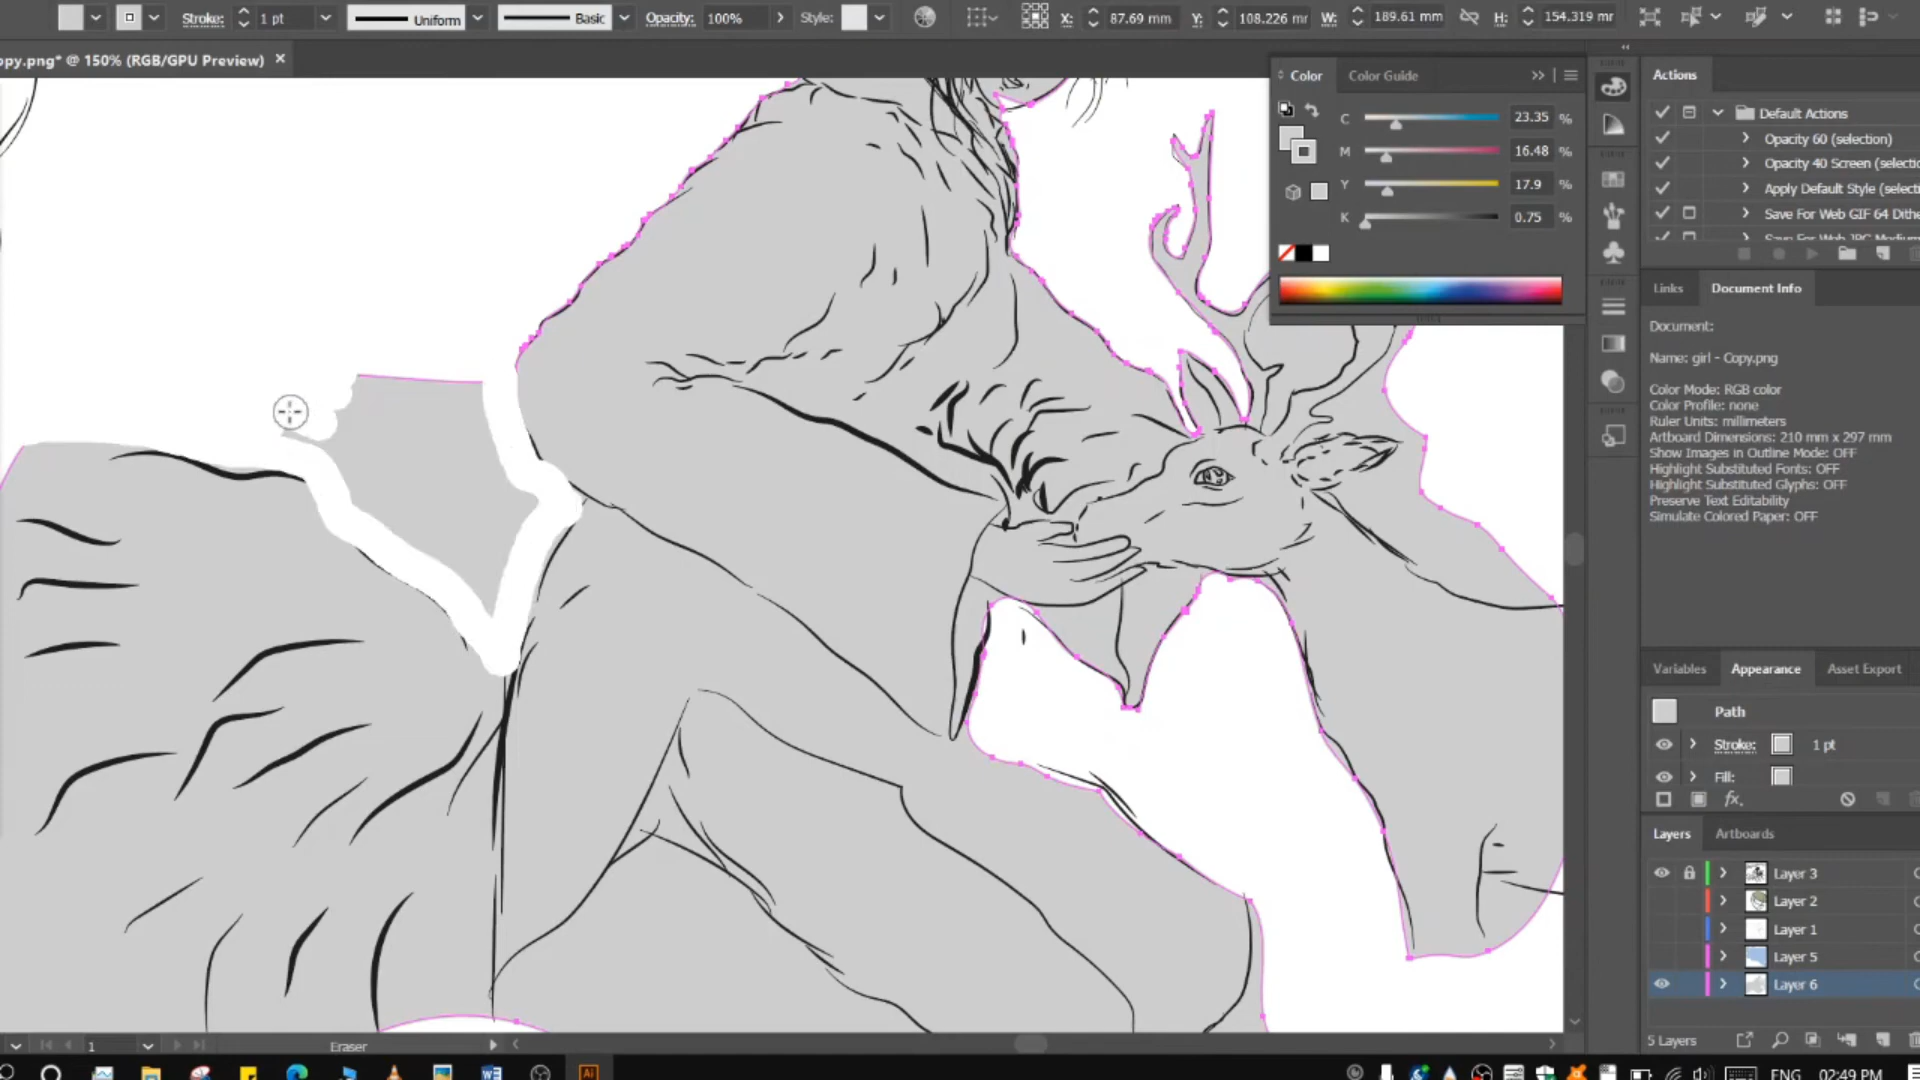 Stroke: 1 pt Uniform Basic Opacity: 100% Style: X: 87.69 mm Y: 108.226 mr W: 189.61 mm H: 154.319 mr
opy.png* @ 150% (RGB/GPU Preview) ×
Color Color Guide
C 23.35 %
M 16.48 %
Y 17.9 %
K 0.75 %
Actions
Default Actions
Opacity 60 (selection)
Opacity 40 Screen (selectic
Apply Default Style (selecti
Save For Web GIF 64 Dithe
Links Document Info
Document:
Name: girl - Copy.png
Color Mode: RGB color
Color Profile: none
Ruler Units: millimeters
Artboard Dimensions: 210 mm x 297 mm
Show Images in Outline Mode: OFF
Highlight Substituted Fonts: OFF
Highlight Substituted Glyphs: OFF
Preserve Text Editability
Simulate Colored Paper: OFF
Variables Appearance Asset Export
Path
Stroke: 1 pt
Fill:
fx.
Layers Artboards
Layer 3
Layer 2
Layer 1
Layer 5
Layer 6
5 Layers
1 Eraser
Ai ENG 02:49 PM